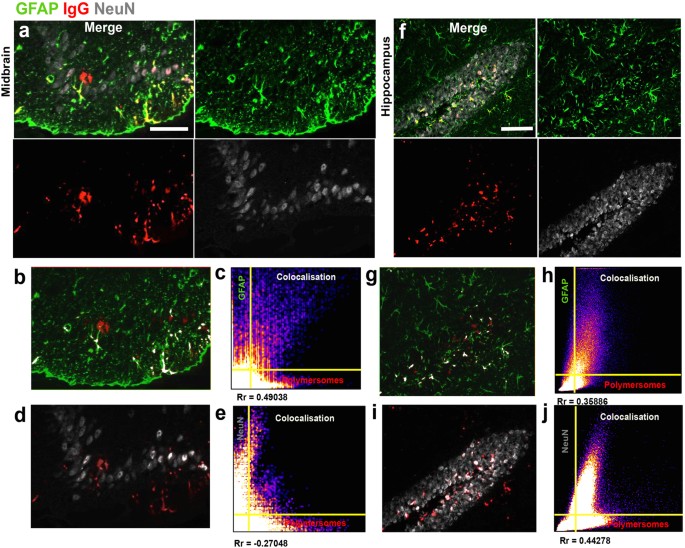 GFAP IgG NeuN
Midbrain
a
Merge
Hippocampus
f
Merge
b
c
GFAP
Colocalisation
Polymersomes
Rr = 0.49038
g
h
GFAP
Colocalisation
Polymersomes
Rr = 0.35886
d
e
NeuN
Colocalisation
Polymersomes
Rr = -0.27048
i
j
NeuN
Colocalisation
Polymersomes
Rr = 0.44278